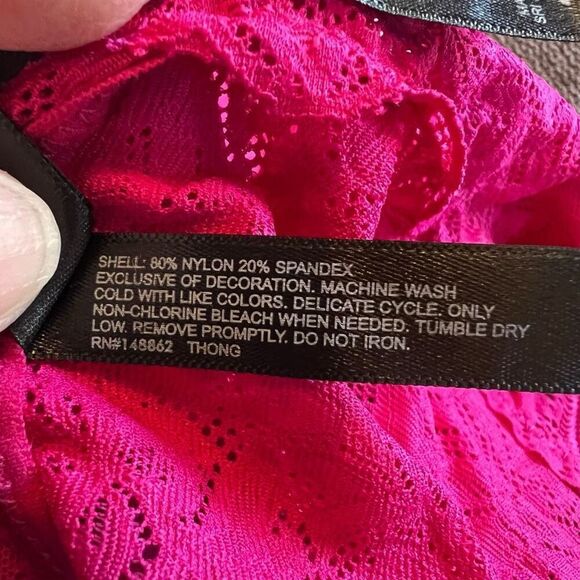 SHELL: 80% NYLON 20% SPANDEX
EXCLUSIVE OF DECORATION. MACHINE WASH
COLD WITH LIKE COLORS. DELICATE CYCLE. ONLY
NON-CHLORINE BLEACH WHEN NEEDED. TUMBLE DRY
LOW. REMOVE PROMPTLY. DO NOT IRON.
RN#148862 THONG